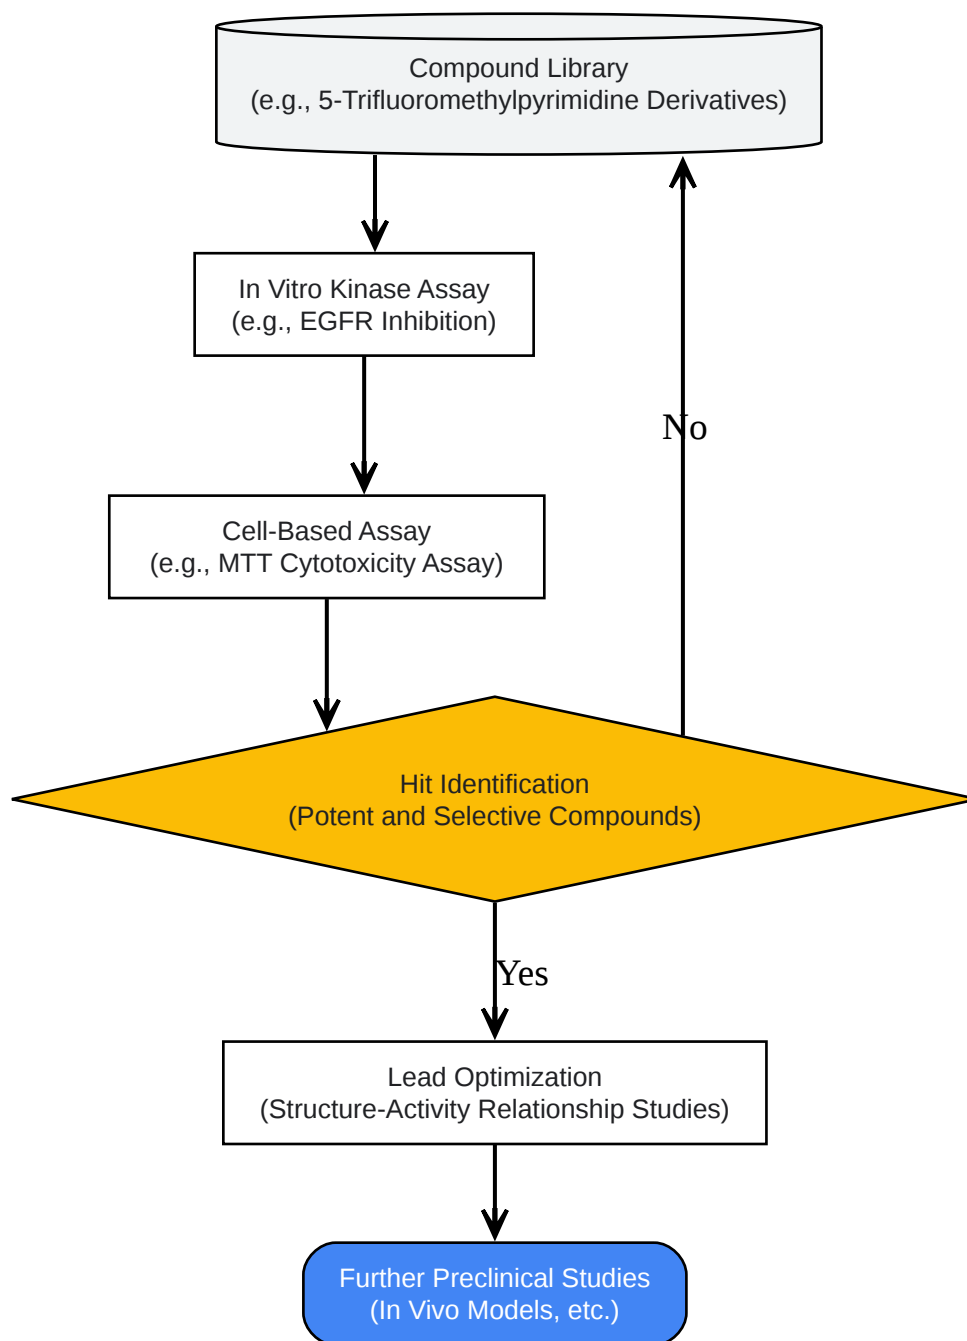 Compound Library
(e.g., 5-Trifluoromethylpyrimidine Derivatives)
In Vitro Kinase Assay
(e.g., EGFR Inhibition)
No
Cell-Based Assay
(e.g., MTT Cytotoxicity Assay)
Hit Identification
(Potent and Selective Compounds)
Yes
Lead Optimization
(Structure-Activity Relationship Studies)
Further Preclinical Studies
(In Vivo Models, etc.)